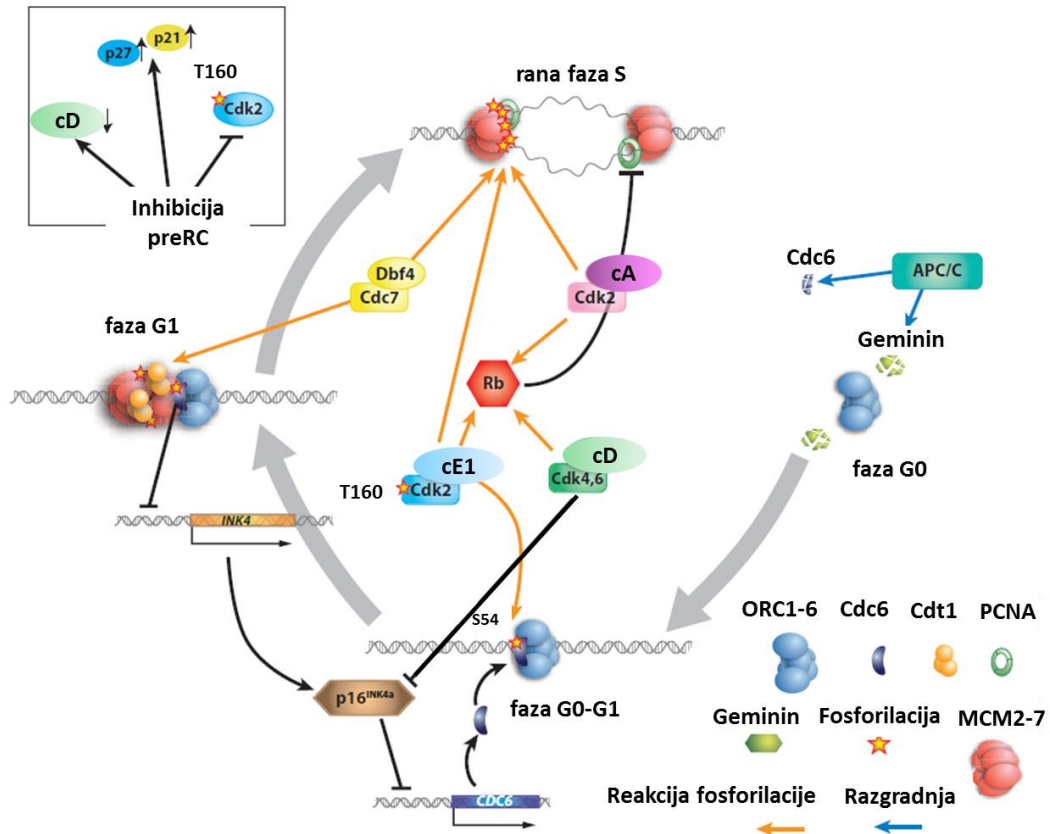 p27
p21
T160
Cdk2
cD
Inhibicija
preRC
rana faza S
Dbf4
Cdc7
cA
Cdk2
Cdc6
APC/C
Geminin
faza G1
Rb
faza G0
cE1
Cdk2
T160
cD
Cdk4,6
INK4
S54
p16INK4a
faza G0-G1
CDC6
ORC1-6 Cdc6 Cdt1 PCNA
Geminin Fosforilacija MCM2-7
Reakcija fosforilacije Razgradnja